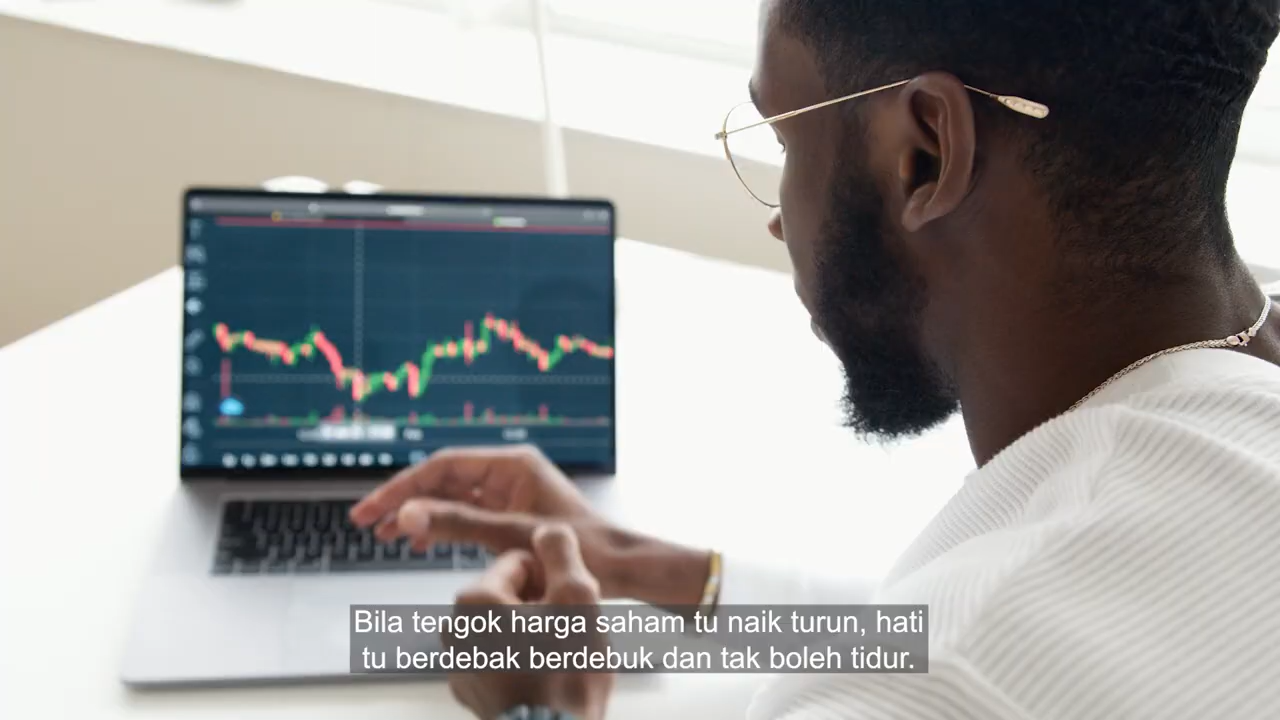 Bila tengok harga saham tu naik turun, hati
tu berdebak berdebuk dan tak boleh tidur.